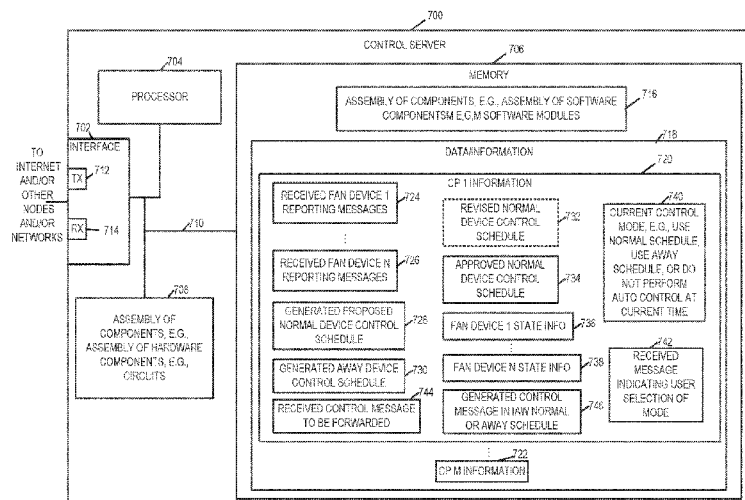 700
CONTROL SERVER
704
PROCESSOR
706
MEMORY
ASSEMBLY OF COMPONENTS, E.G., ASSEMBLY OF SOFTWARE
COMPONENTSM E,G,M SOFTWARE MODULES
716
702
INTERFACE
TO
INTERNET
AND/OR
OTHER
NODES
AND/OR
NETWORKS
TX
712
RX
714
710
708
ASSEMBLY OF
COMPONENTS, E.G.,
ASSEMBLY OF HARDWARE
COMPONENTS, E.G.,
CIRCUITS
718
DATA/INFORMATION
720
CP 1 INFORMATION
RECEIVED FAN DEVICE 1
REPORTING MESSAGES
724
RECEIVED FAN DEVICE N
REPORTING MESSAGES
726
GENERATED PROPOSED
NORMAL DEVICE CONTROL
SCHEDULE
728
GENERATED AWAY DEVICE
CONTROL SCHEDULE
730
744
RECEIVED CONTROL MESSAGE
TO BE FORWARDED
REVISED NORMAL
DEVICE CONTROL
SCHEDULE
732
APPROVED NORMAL
DEVICE CONTROL
SCHEDULE
734
FAN DEVICE 1 STATE INFO
736
FAN DEVICE N STATE INFO
738
GENERATED CONTROL
MESSAGE IN IAW NORMAL
OR AWAY SCHEDULE
746
740
CURRENT CONTROL
MODE, E.G., USE
NORMAL SCHEDULE,
USE AWAY
SCHEDULE, OR DO
NOT PERFORM
AUTO CONTROL AT
CURRENT TIME
742
RECEIVED
MESSAGE
INDICATING USER
SELECTION OF
MODE
722
CP M INFORMATION